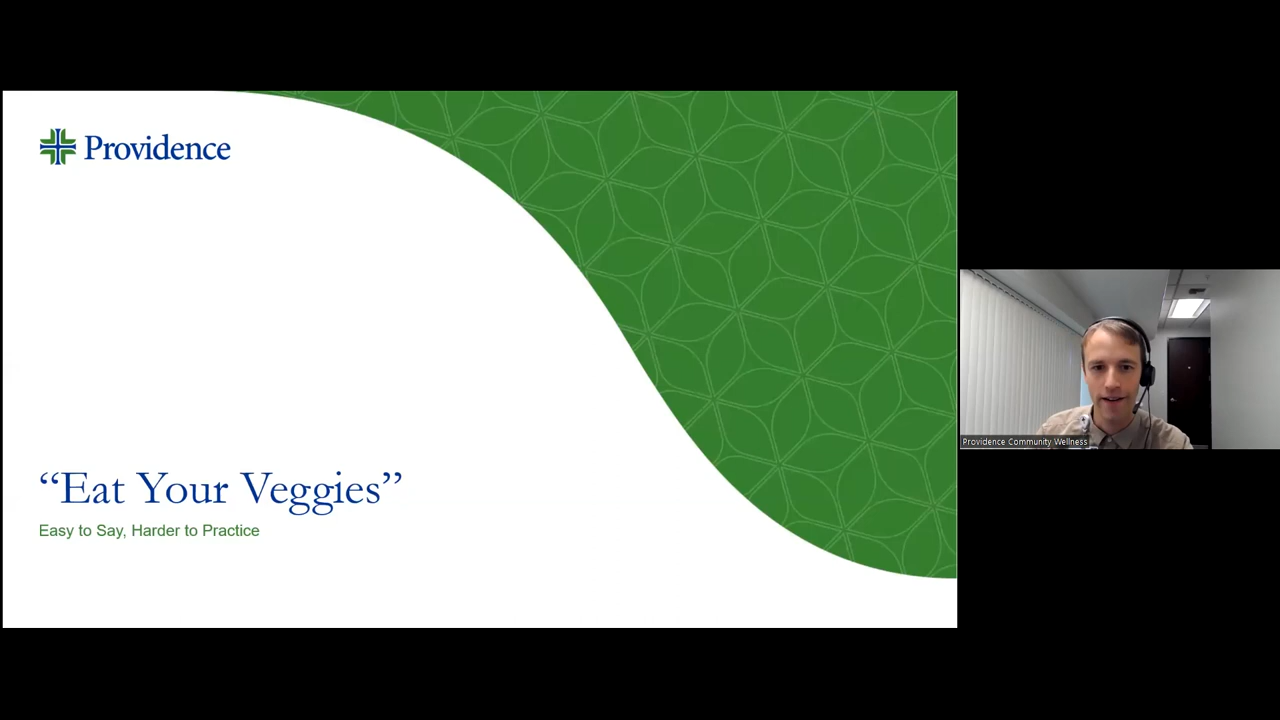 Providence
“Eat Your Veggies”
Easy to Say, Harder to Practice
Providence Community Wellness